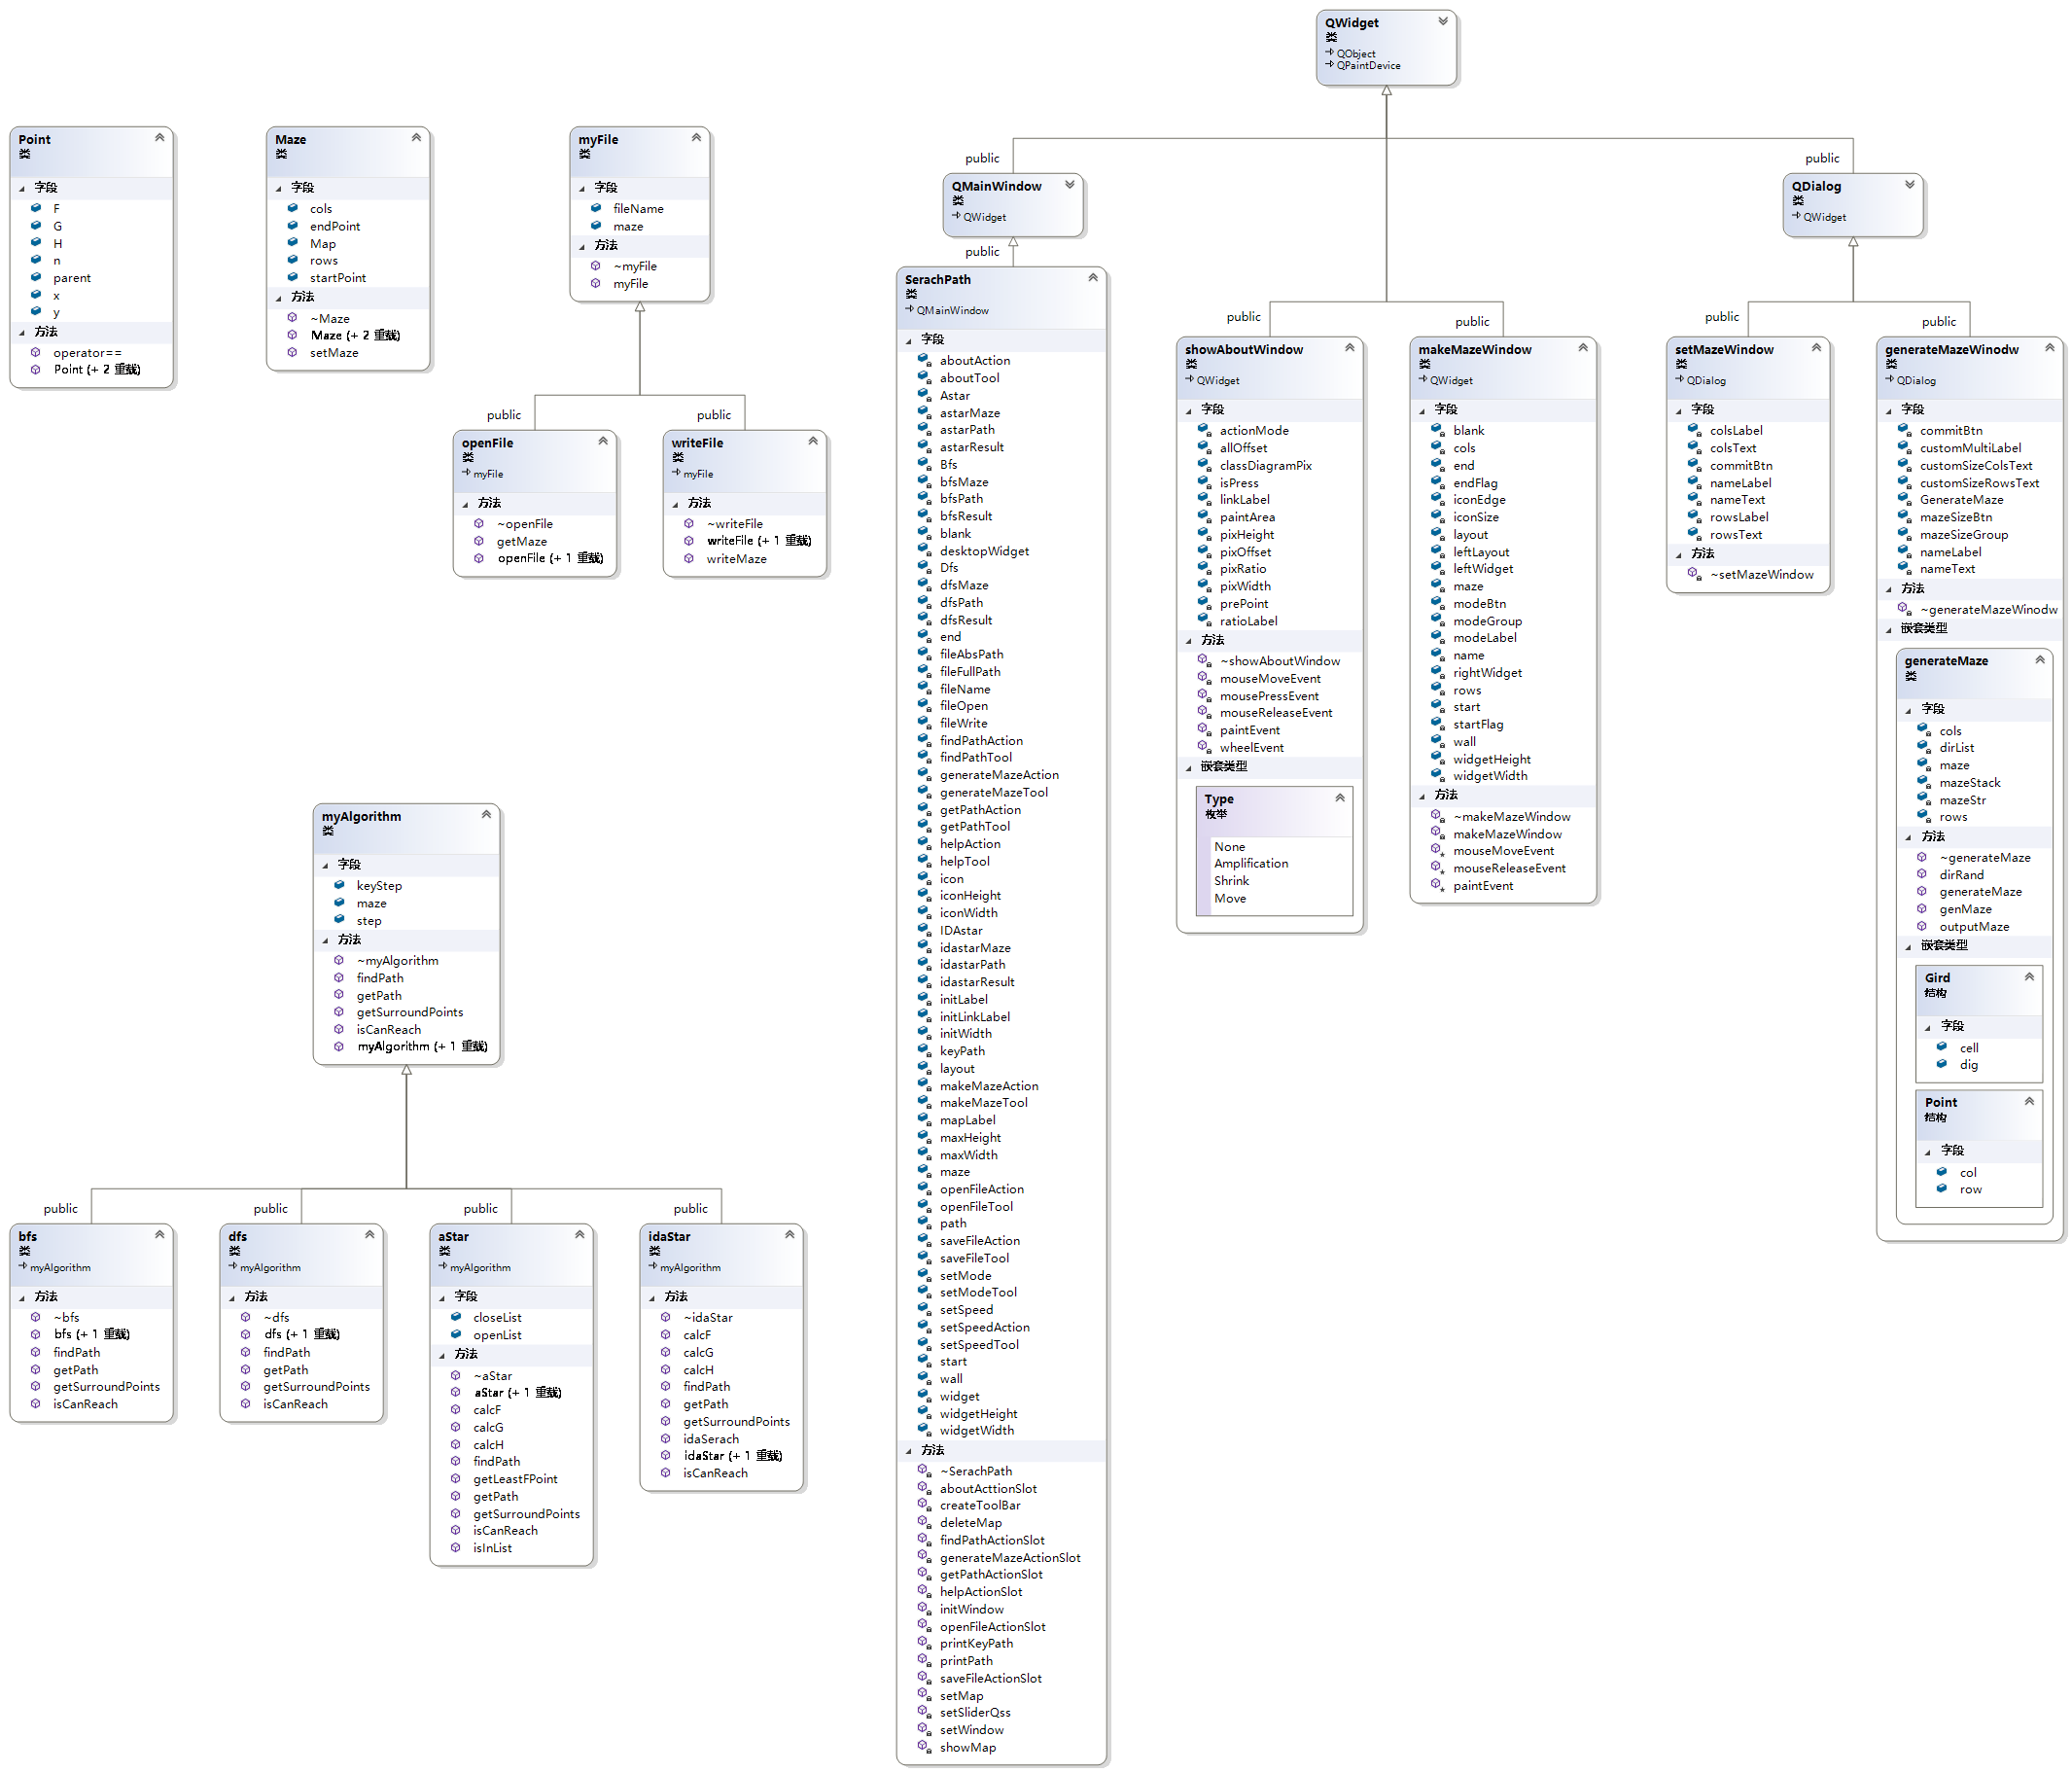 QWidget
类
QObject
QPaintDevice
Point
类
字段
F
G
H
n
parent
x
y
方法
operator==
Point (+ 2 重载)
Maze
类
字段
cols
endPoint
Map
rows
startPoint
方法
~Maze
Maze (+ 2 重载)
setMaze
myFile
类
字段
fileName
maze
方法
~myFile
myFile
public
public
openFile
类
myFile
方法
~openFile
getMaze
openFile (+ 1 重载)
writeFile
类
myFile
方法
~writeFile
writeFile (+ 1 重载)
writeMaze
myAlgorithm
类
字段
keyStep
maze
step
方法
~myAlgorithm
findPath
getPath
getSurroundPoints
isCanReach
myAlgorithm (+ 1 重载)
public
public
public
public
bfs
类
myAlgorithm
方法
~bfs
bfs (+ 1 重载)
findPath
getPath
getSurroundPoints
isCanReach
dfs
类
myAlgorithm
方法
~dfs
dfs (+ 1 重载)
findPath
getPath
getSurroundPoints
isCanReach
aStar
类
myAlgorithm
字段
closeList
openList
方法
~aStar
aStar (+ 1 重载)
calcF
calcG
calcH
findPath
getLeastFPoint
getPath
getSurroundPoints
isCanReach
isInList
idaStar
类
myAlgorithm
方法
~idaStar
calcF
calcG
calcH
findPath
getPath
getSurroundPoints
idaSerach
idaStar (+ 1 重载)
isCanReach
public
QMainWindow
类
QWidget
public
SerachPath
类
QMainWindow
字段
aboutAction
aboutTool
Astar
astarMaze
astarPath
astarResult
Bfs
bfsMaze
bfsPath
bfsResult
blank
desktopWidget
Dfs
dfsMaze
dfsPath
dfsResult
end
fileAbsPath
fileFullPath
fileName
fileOpen
fileWrite
findPathAction
findPathTool
generateMazeAction
generateMazeTool
getPathAction
getPathTool
helpAction
helpTool
icon
iconHeight
iconWidth
IDAstar
idastarMaze
idastarPath
idastarResult
initLabel
initLinkLabel
initWidth
keyPath
layout
makeMazeAction
makeMazeTool
mapLabel
maxHeight
maxWidth
maze
openFileAction
openFileTool
path
saveFileAction
saveFileTool
setMode
setModeTool
setSpeed
setSpeedAction
setSpeedTool
start
wall
widget
widgetHeight
widgetWidth
方法
~SerachPath
aboutActtionSlot
createToolBar
deleteMap
findPathActionSlot
generateMazeActionSlot
getPathActionSlot
helpActionSlot
initWindow
openFileActionSlot
printKeyPath
printPath
saveFileActionSlot
setMap
setSliderQss
setWindow
showMap
public
showAboutWindow
类
QWidget
字段
actionMode
allOffset
classDiagramPix
isPress
linkLabel
paintArea
pixHeight
pixOffset
pixRatio
pixWidth
prePoint
ratioLabel
方法
~showAboutWindow
mouseMoveEvent
mousePressEvent
mouseReleaseEvent
paintEvent
wheelEvent
嵌套类型
Type
枚举
None
Amplification
Shrink
Move
public
makeMazeWindow
类
QWidget
字段
blank
cols
end
endFlag
iconEdge
iconSize
layout
leftLayout
leftWidget
maze
modeBtn
modeGroup
modeLabel
name
rightWidget
rows
start
startFlag
wall
widgetHeight
widgetWidth
方法
~makeMazeWindow
makeMazeWindow
mouseMoveEvent
mouseReleaseEvent
paintEvent
public
QDialog
类
QWidget
public
setMazeWindow
类
QDialog
字段
colsLabel
colsText
commitBtn
nameLabel
nameText
rowsLabel
rowsText
方法
~setMazeWindow
public
generateMazeWinodw
类
QDialog
字段
commitBtn
customMultiLabel
customSizeColsText
customSizeRowsText
GenerateMaze
mazeSizeBtn
mazeSizeGroup
nameLabel
nameText
方法
~generateMazeWinodw
嵌套类型
generateMaze
类
字段
cols
dirList
maze
mazeStack
mazeStr
rows
方法
~generateMaze
dirRand
generateMaze
genMaze
outputMaze
嵌套类型
Gird
结构
字段
cell
dig
Point
结构
字段
col
row